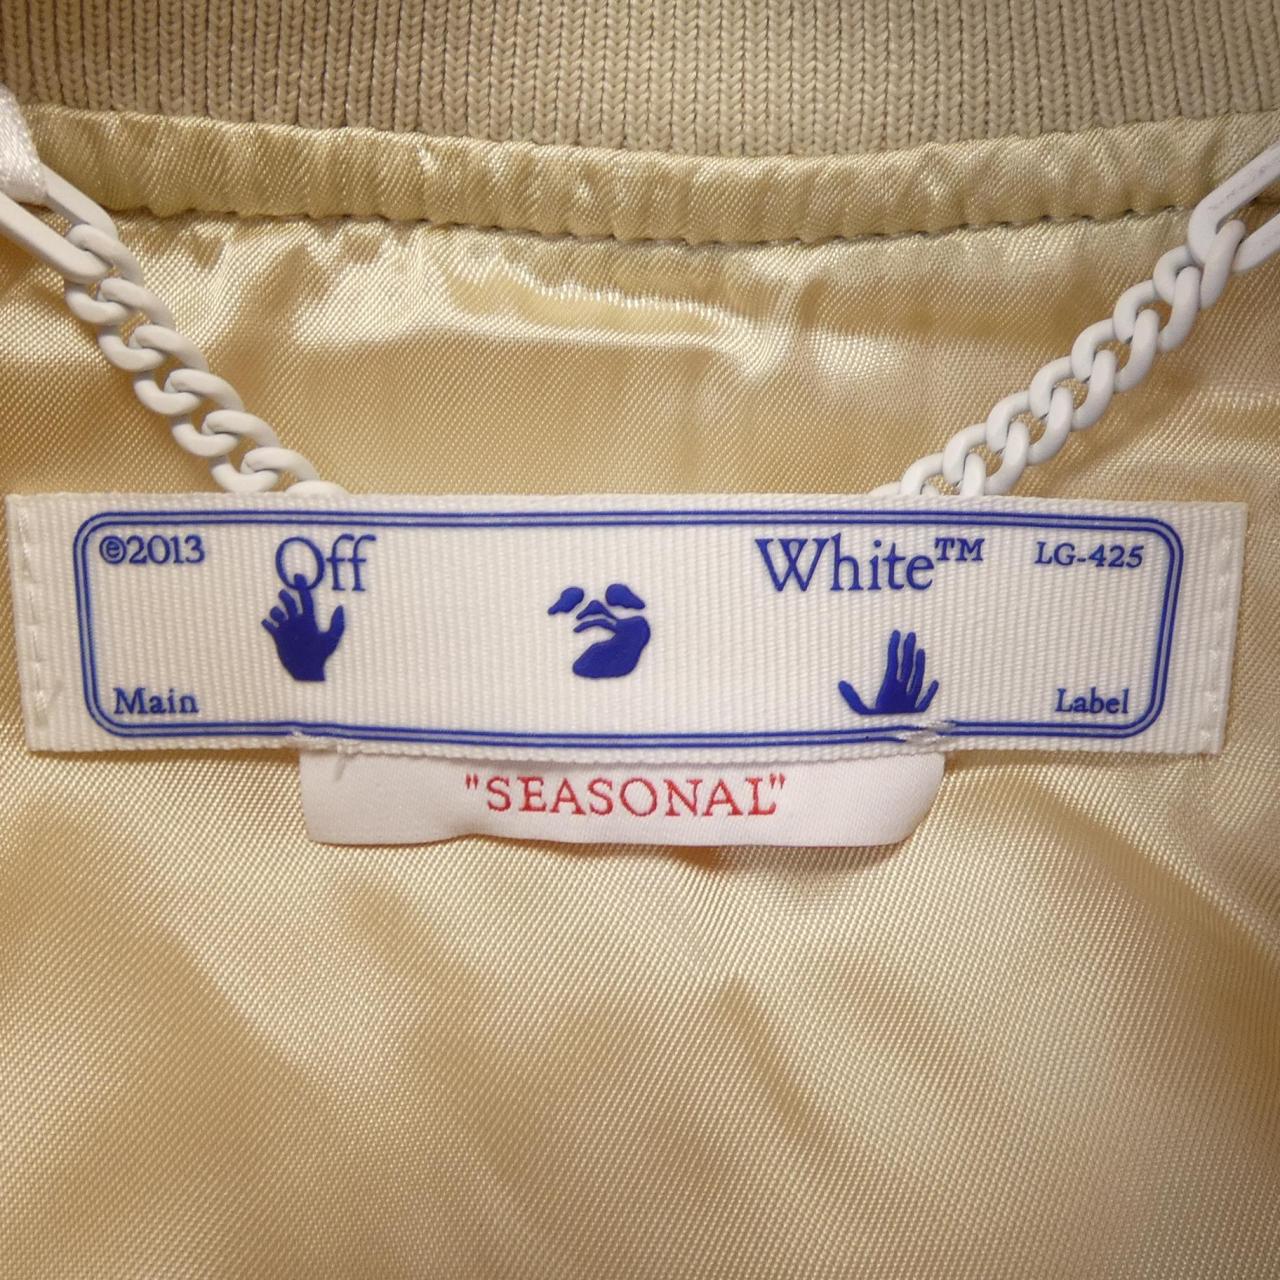 ℗2013 Off White™ LG-425
Main Label
"SEASONAL"